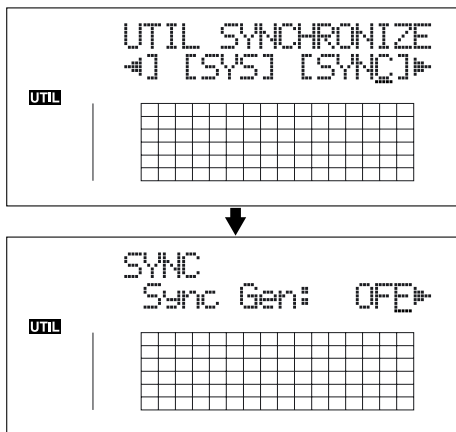 UTIL SYNCHRONIZE
◀] [SYS] [SYNC]▶
UTIL
SYNC
Sync Gen: OFF▶
UTIL